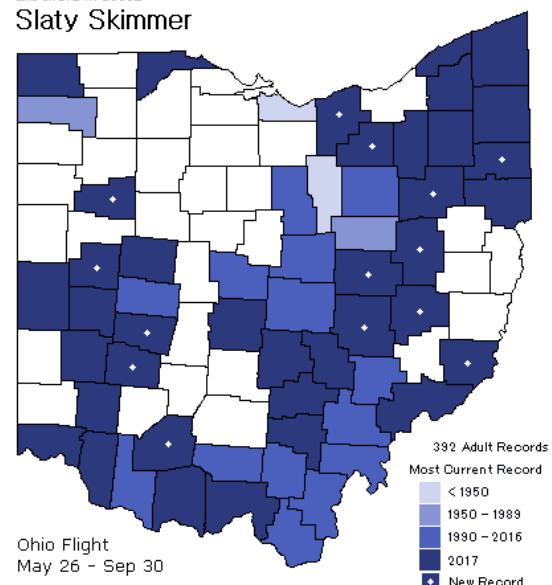 Slaty Skimmer
392 Adult Records
Most Current Record
< 1950
1950 - 1989
1990 - 2016
2017
New Record
Ohio Flight
May 26 - Sep 30